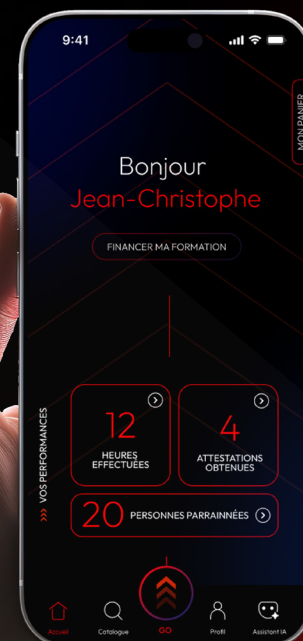 9:41
MON PANIER
Bonjour
Jean-Christophe
FINANCER MA FORMATION
>>> VOS PERFORMANCES
12
HEURES
EFFECTUÉES
4
ATTESTATIONS
OBTENUES
20 PERSONNES PARRAINNÉES
Accueil
Catalogue
GO
Profil
Assistant IA